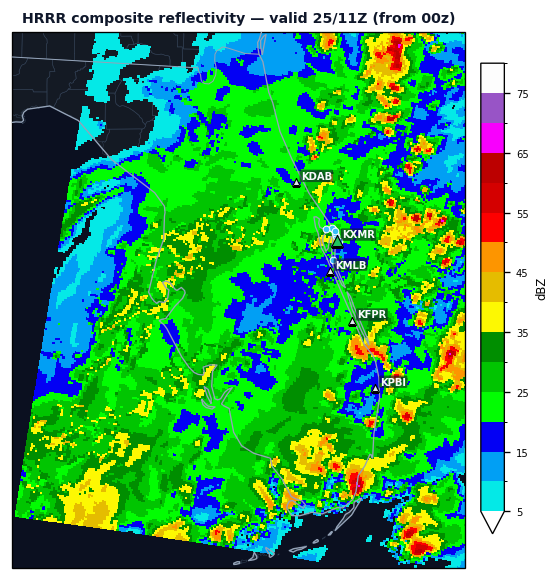 HRRR composite reflectivity — valid 25/11Z (from 00z)
KDAB
KXMR
KMLB
KFPR
KPBI
75
65
55
45
35
25
15
5
dBZ